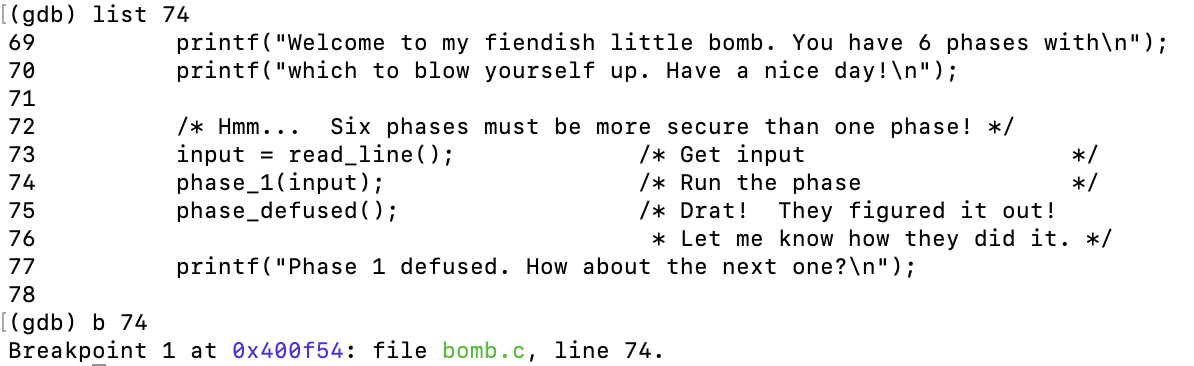 (gdb) list 74
69 printf("Welcome to my fiendish little bomb. You have 6 phases with\n");
70 printf("which to blow yourself up. Have a nice day!\n");
71
72 /* Hmm...  Six phases must be more secure than one phase! */
73 input = read_line(); /* Get input */
74 phase_1(input); /* Run the phase */
75 phase_defused(); /* Drat!  They figured it out!
76 * Let me know how they did it. */
77 printf("Phase 1 defused. How about the next one?\n");
78
(gdb) b 74
Breakpoint 1 at 0x400f54: file bomb.c, line 74.